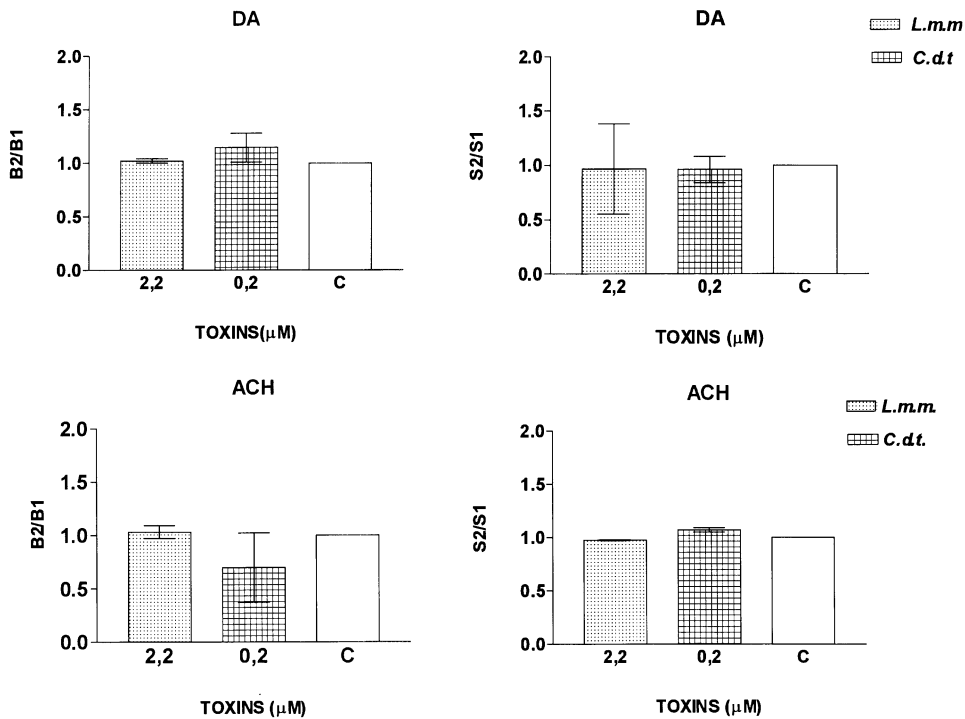 DA
B2/B1
2.0
1.5
1.0
0.5
0.0
2,2 0,2 C
TOXINS(μM)
DA
L.m.m
C.d.t
S2/S1
2.0
1.5
1.0
0.5
0.0
2,2 0,2 C
TOXINS (μM)
ACH
B2/B1
2.0
1.5
1.0
0.5
0.0
2,2 0,2 C
TOXINS (μM)
ACH
L.m.m.
C.d.t.
S2/S1
2.0
1.5
1.0
0.5
0.0
2,2 0,2 C
TOXINS (μM)